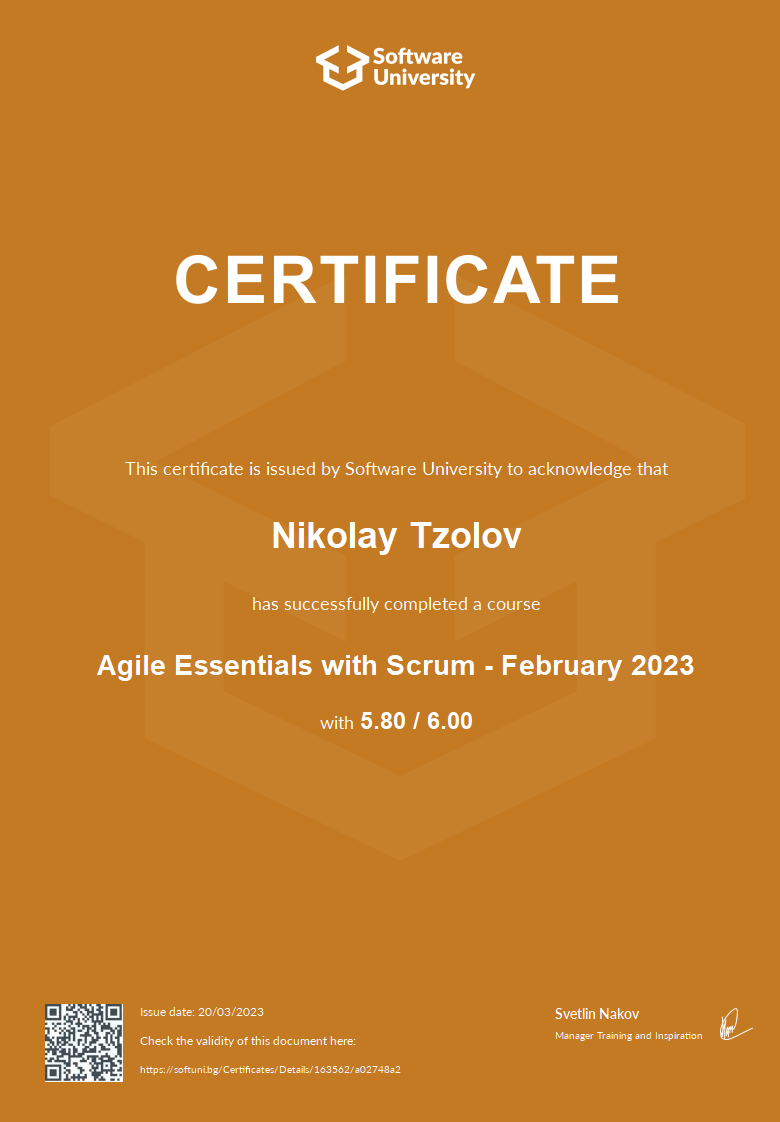 Software
University
CERTIFICATE
This certificate is issued by Software University to acknowledge that
Nikolay Tzolov
has successfully completed a course
Agile Essentials with Scrum - February 2023
with 5.80 / 6.00
Issue date: 20/03/2023
Check the validity of this document here:
https://softuni.bg/Certificates/Details/163562/a02748a2
Svetlin Nakov
Manager Training and Inspiration